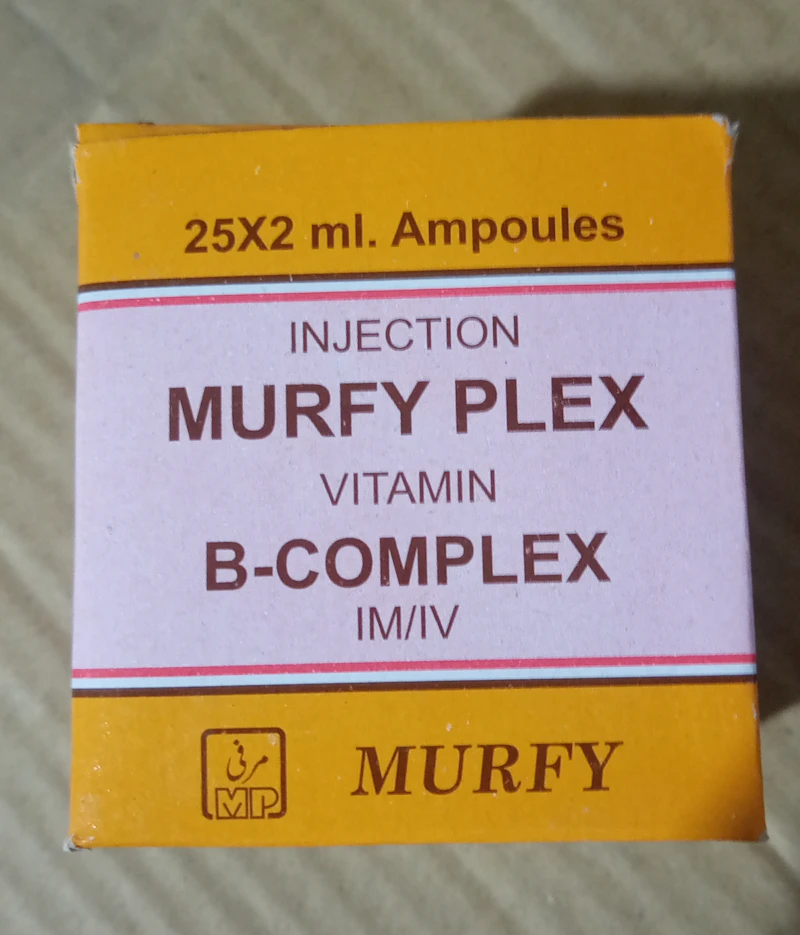 25X2 ml. Ampoules
INJECTION
MURFY PLEX
VITAMIN
B-COMPLEX
IM/IV
مرفی
MP
MURFY